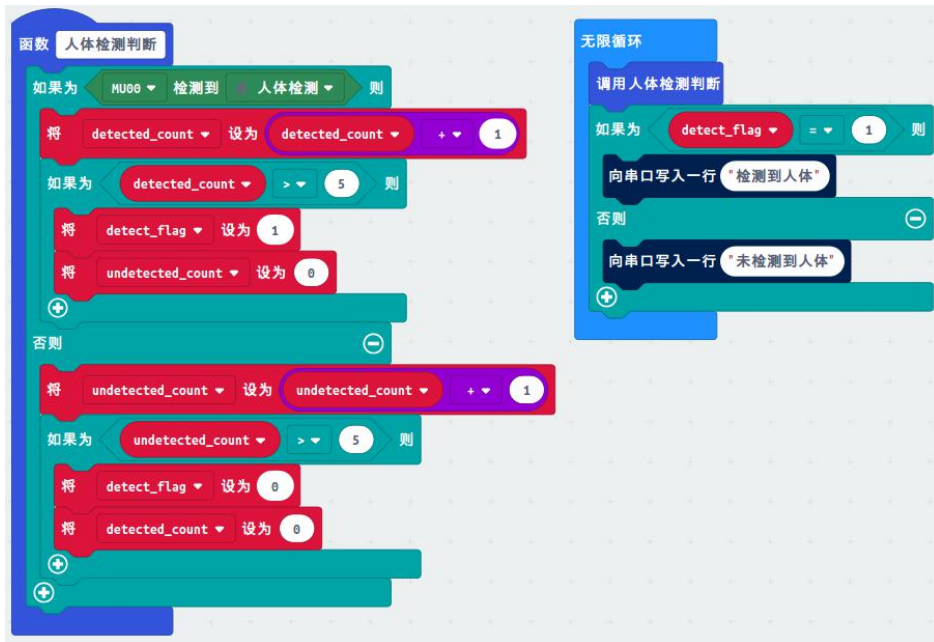 函数 人体检测判断
如果为 MU00 检测到 人体检测 则
将 detected_count 设为 detected_count + 1
如果为 detected_count > 5 则
将 detect_flag 设为 1
将 undetected_count 设为 0
否则
将 undetected_count 设为 undetected_count + 1
如果为 undetected_count > 5 则
将 detect_flag 设为 0
将 detected_count 设为 0
无限循环
调用人体检测判断
如果为 detect_flag = 1 则
向串口写入一行 "检测到人体"
否则
向串口写入一行 "未检测到人体"